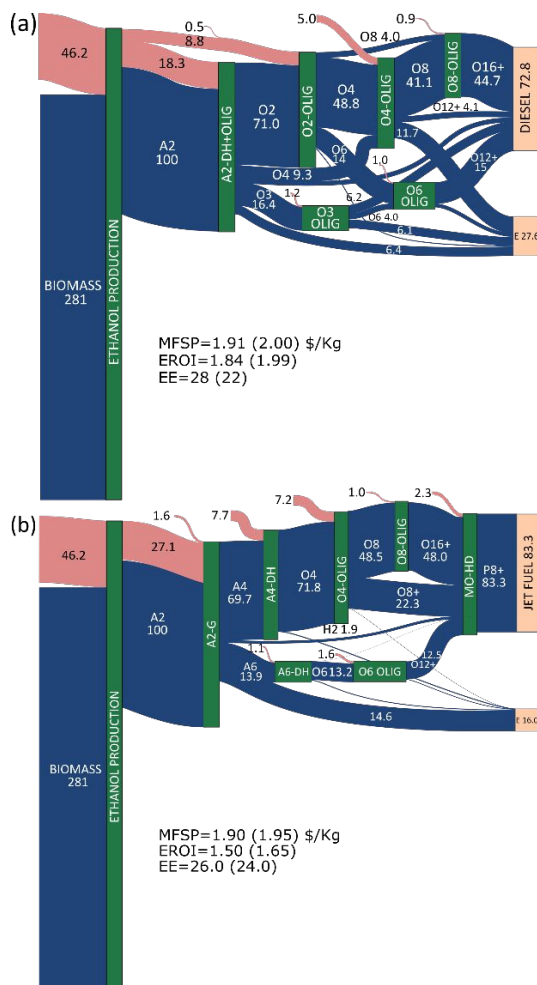 (a)
46.2
0.5
8.8
18.3
5.0
0.9
O8 4.0
A2
100
A2-DH+OLIG
O2
71.0
O2-OLIG
O4
48.8
O4-OLIG
O8
41.1
O8-OLIG
O16+
44.7
DIESEL 72.8
O12+ 4.1
11.7
O6
14
1.0
O12+
15
O4 9.3
O3
16.4
1.2
6.2
O6
OLIG
O3
OLIG
O6 4.0
6.1
6.4
E 27.6
BIOMASS
281
ETHANOL PRODUCTION
MFSP=1.91 (2.00) $/Kg
EROI=1.84 (1.99)
EE=28 (22)
(b)
46.2
1.6
27.1
7.7
7.2
1.0
2.3
A2
100
A2-G
A4
69.7
A4-DH
O4
71.8
O4-OLIG
O8
48.5
O8-OLIG
O16+
48.0
MO-HD
P8+
83.3
JET FUEL 83.3
O8+
22.3
H2 1.9
1.1
1.6
12.5
O12+
A6
13.9
A6-DH
O6 13.2
O6 OLIG
14.6
E 16.0
BIOMASS
281
ETHANOL PRODUCTION
MFSP=1.90 (1.95) $/Kg
EROI=1.50 (1.65)
EE=26.0 (24.0)